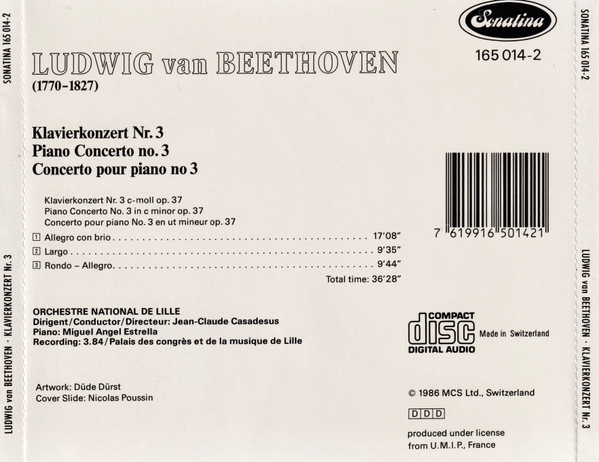 SONATINA 165 014-2
LUDWIG van BEETHOVEN · KLAVIERKONZERT Nr. 3
Sonatina
165 014-2
LUDWIG van BEETHOVEN
(1770–1827)
Klavierkonzert Nr. 3
Piano Concerto no. 3
Concerto pour piano no 3
Klavierkonzert Nr. 3 c-moll op. 37
Piano Concerto No. 3 in c minor op. 37
Concerto pour piano No. 3 en ut mineur op. 37
1 Allegro con brio 17'08"
2 Largo 9'35"
3 Rondo – Allegro 9'44"
Total time: 36'28"
7 619916 501421
ORCHESTRE NATIONAL DE LILLE
Dirigent/Conductor/Directeur: Jean-Claude Casadesus
Piano: Miguel Angel Estrella
Recording: 3.84/Palais des congrès et de la musique de Lille
COMPACT
disc
DIGITAL AUDIO
Made in Switzerland
Artwork: Düde Dürst
Cover Slide: Nicolas Poussin
© 1986 MCS Ltd., Switzerland
DDD
produced under license
from U.M.I.P., France
SONATINA 165 014-2
LUDWIG van BEETHOVEN · KLAVIERKONZERT Nr. 3